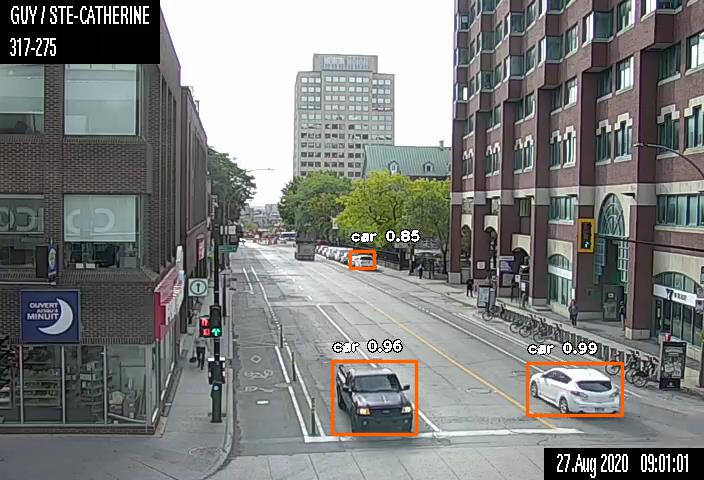 GUY / STE-CATHERINE
317-275
car 0.85
car 0.96
car 0.99
OUVERT
JUSQU'À
MINUIT
27.Aug 2020 09:01:01